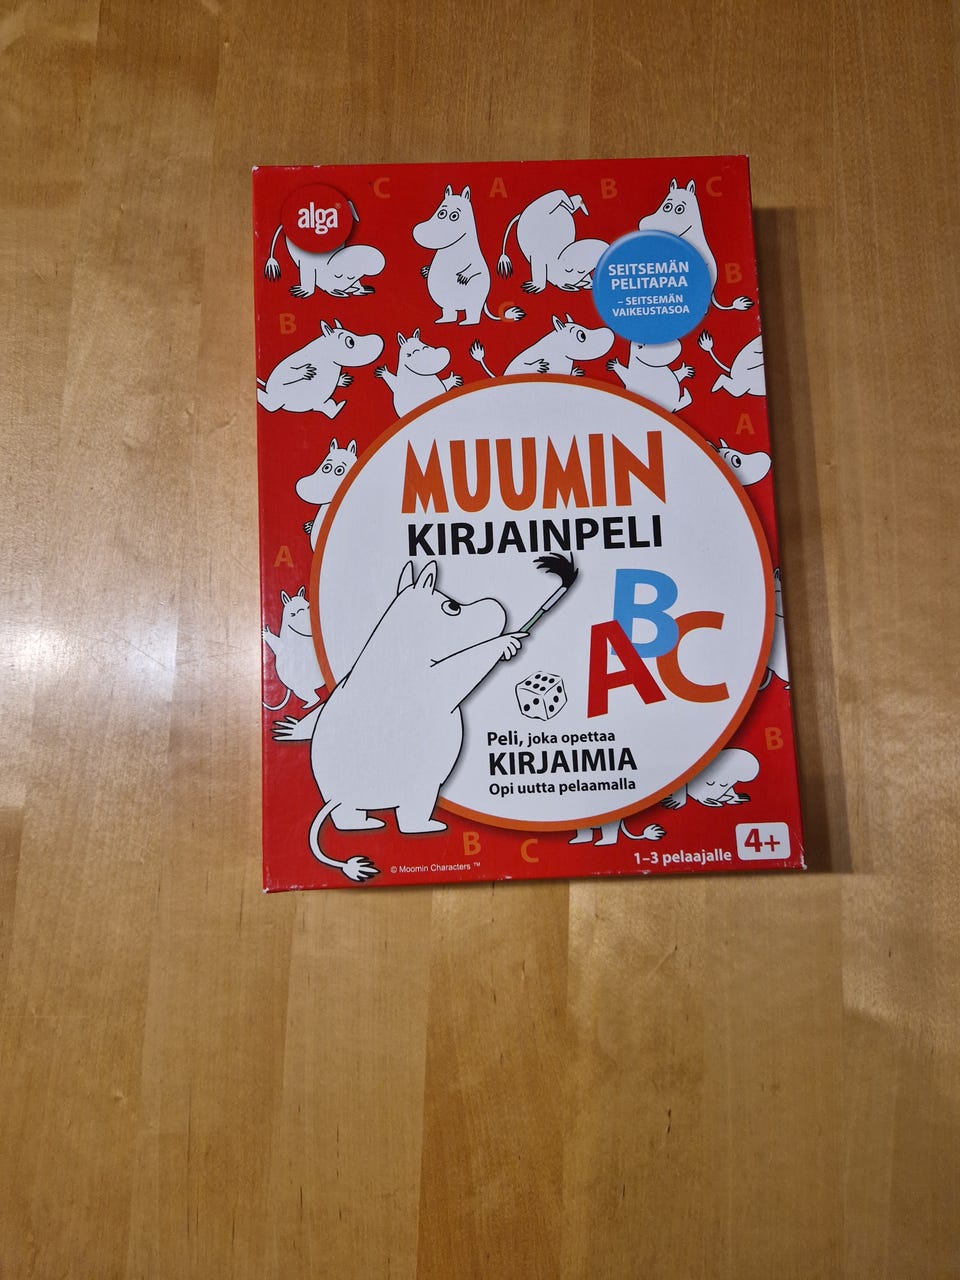 alga®
C A B C
SEITSEMÄN
PELITAPAA
– SEITSEMÄN
VAIKEUSTASOA
B
B
C
A
MUUMIN
KIRJAINPELI
A
B
A
C
Peli, joka opettaa
KIRJAIMIA
Opi uutta pelaamalla
B
B
C
1–3 pelaajalle
4+
© Moomin Characters ™